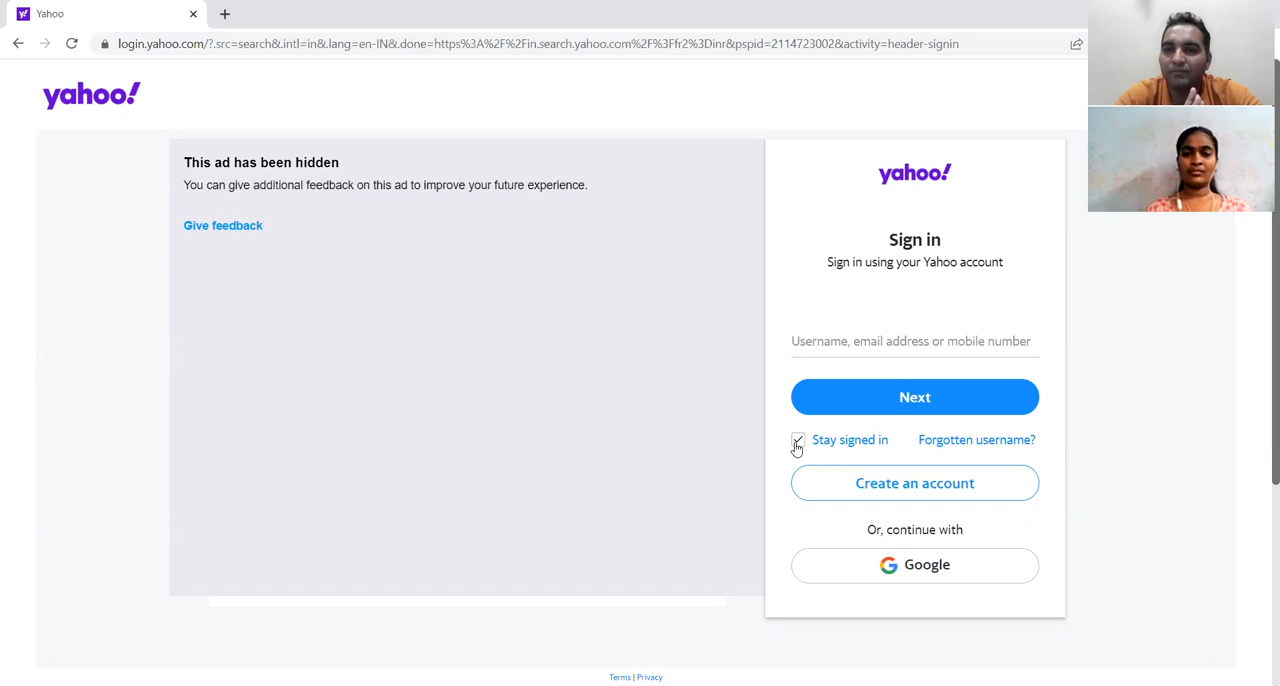 Yahoo
login.yahoo.com/?.src=search&.intl=in&.lang=en-IN&.done=https%3A%2F%2Fin.search.yahoo.com%2F%3Ffr2%3Dinr&pspid=2114723002&activity=header-signin
yahoo!
This ad has been hidden
You can give additional feedback on this ad to improve your future experience.
Give feedback
yahoo!
Sign in
Sign in using your Yahoo account
Username, email address or mobile number
Next
Stay signed in Forgotten username?
Create an account
Or, continue with
Google
Terms | Privacy